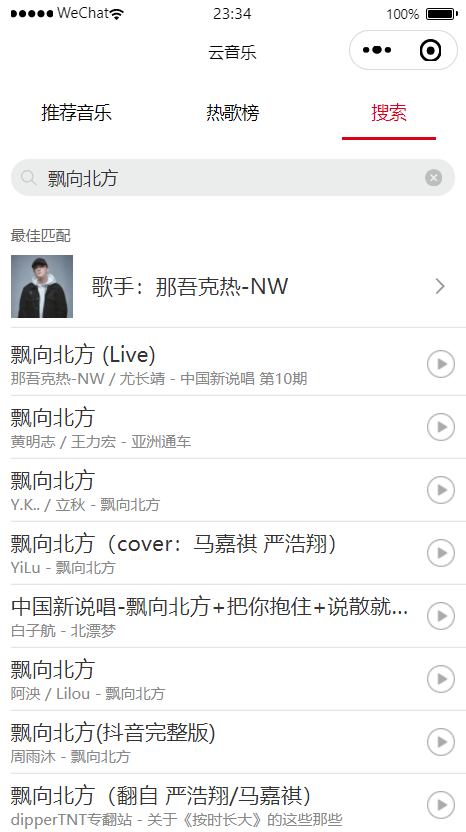 WeChat 23:34 100%
云音乐
推荐音乐 热歌榜 搜索
飘向北方
最佳匹配
歌手：那吾克热-NW
飘向北方 (Live)
那吾克热-NW / 尤长靖 - 中国新说唱 第10期
飘向北方
黄明志 / 王力宏 - 亚洲通车
飘向北方
Y.K.. / 立秋 - 飘向北方
飘向北方（cover：马嘉祺 严浩翔）
YiLu - 飘向北方
中国新说唱-飘向北方+把你抱住+说散就...
白子航 - 北漂梦
飘向北方
阿泱 / Lilou - 飘向北方
飘向北方(抖音完整版)
周雨沐 - 飘向北方
飘向北方（翻自 严浩翔/马嘉祺）
dipperTNT专翻站 - 关于《按时长大》的这些那些